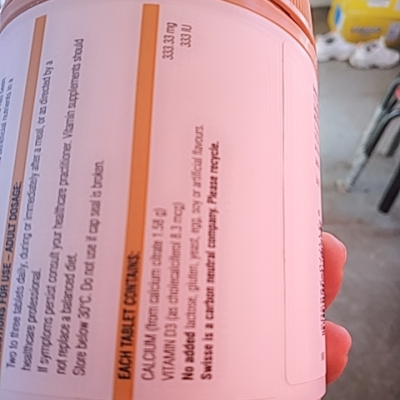 CTIONS FOR USE – ADULT DOSAGE:
Two to three tablets daily, during or immediately after a meal, or as directed by a
healthcare professional.
If symptoms persist consult your healthcare practitioner. Vitamin supplements should
not replace a balanced diet.
Store below 30°C. Do not use if cap seal is broken.
EACH TABLET CONTAINS:
CALCIUM (from calcium citrate 1.58 g) 333.33 mg
VITAMIN D3 (as cholecalciferol 8.3 mcg) 333 IU
No added lactose, gluten, yeast, egg, soy or artificial flavours.
Swisse is a carbon neutral company. Please recycle.